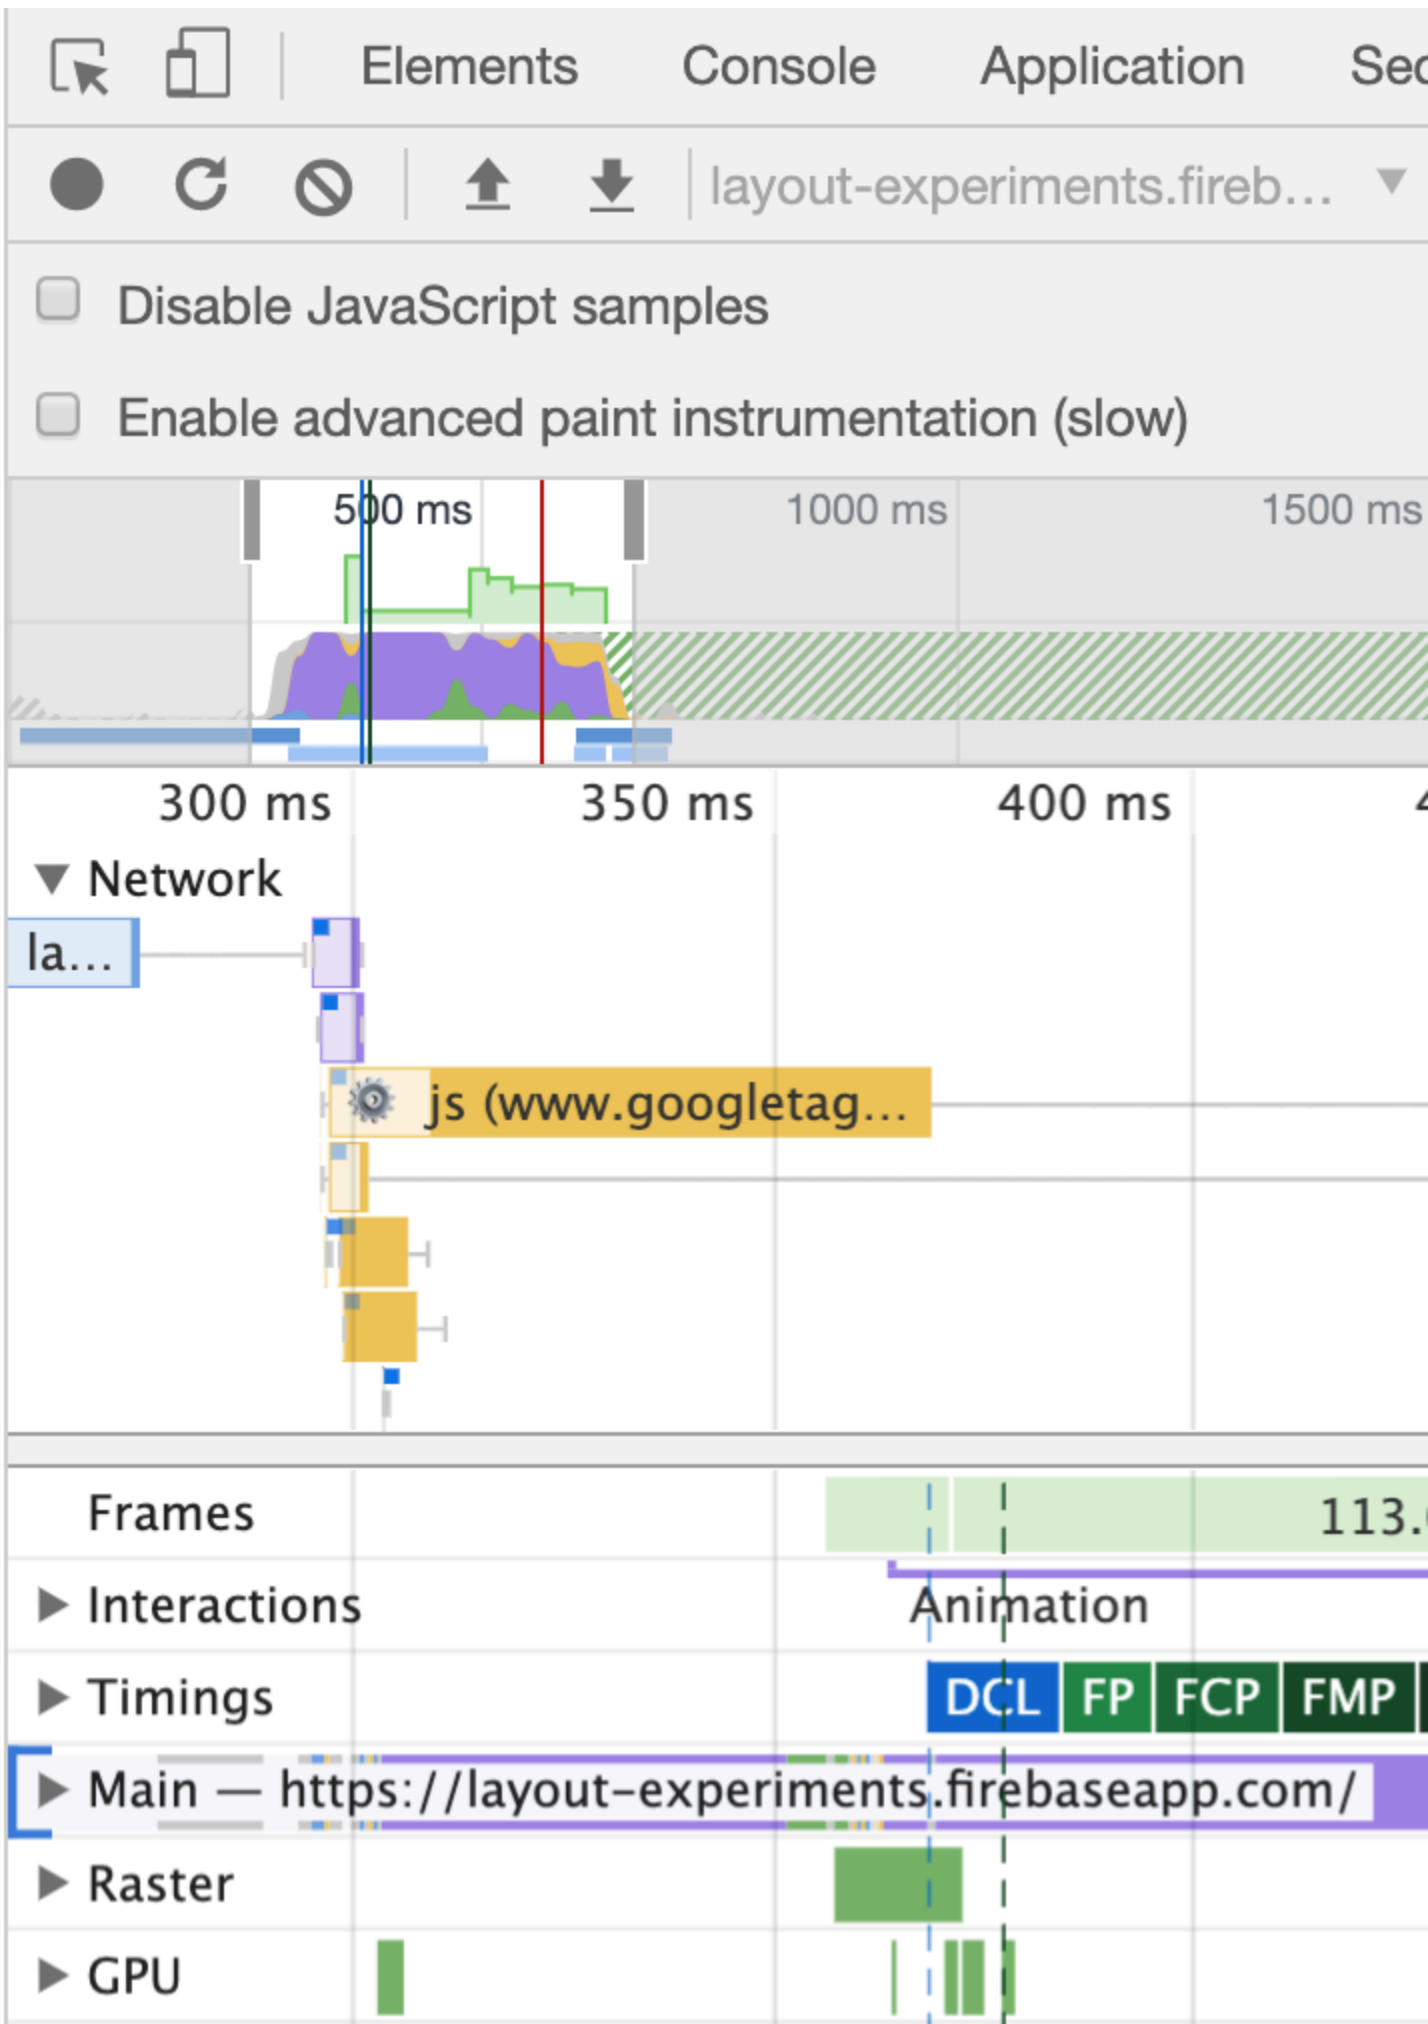 Elements Console Application Sec
layout-experiments.fireb...
Disable JavaScript samples
Enable advanced paint instrumentation (slow)
500 ms 1000 ms 1500 ms
300 ms 350 ms 400 ms 4
Network
la...
js (www.googletag...
Frames 113.
Interactions Animation
Timings DCL FP FCP FMP
Main — https://layout-experiments.firebaseapp.com/
Raster
GPU